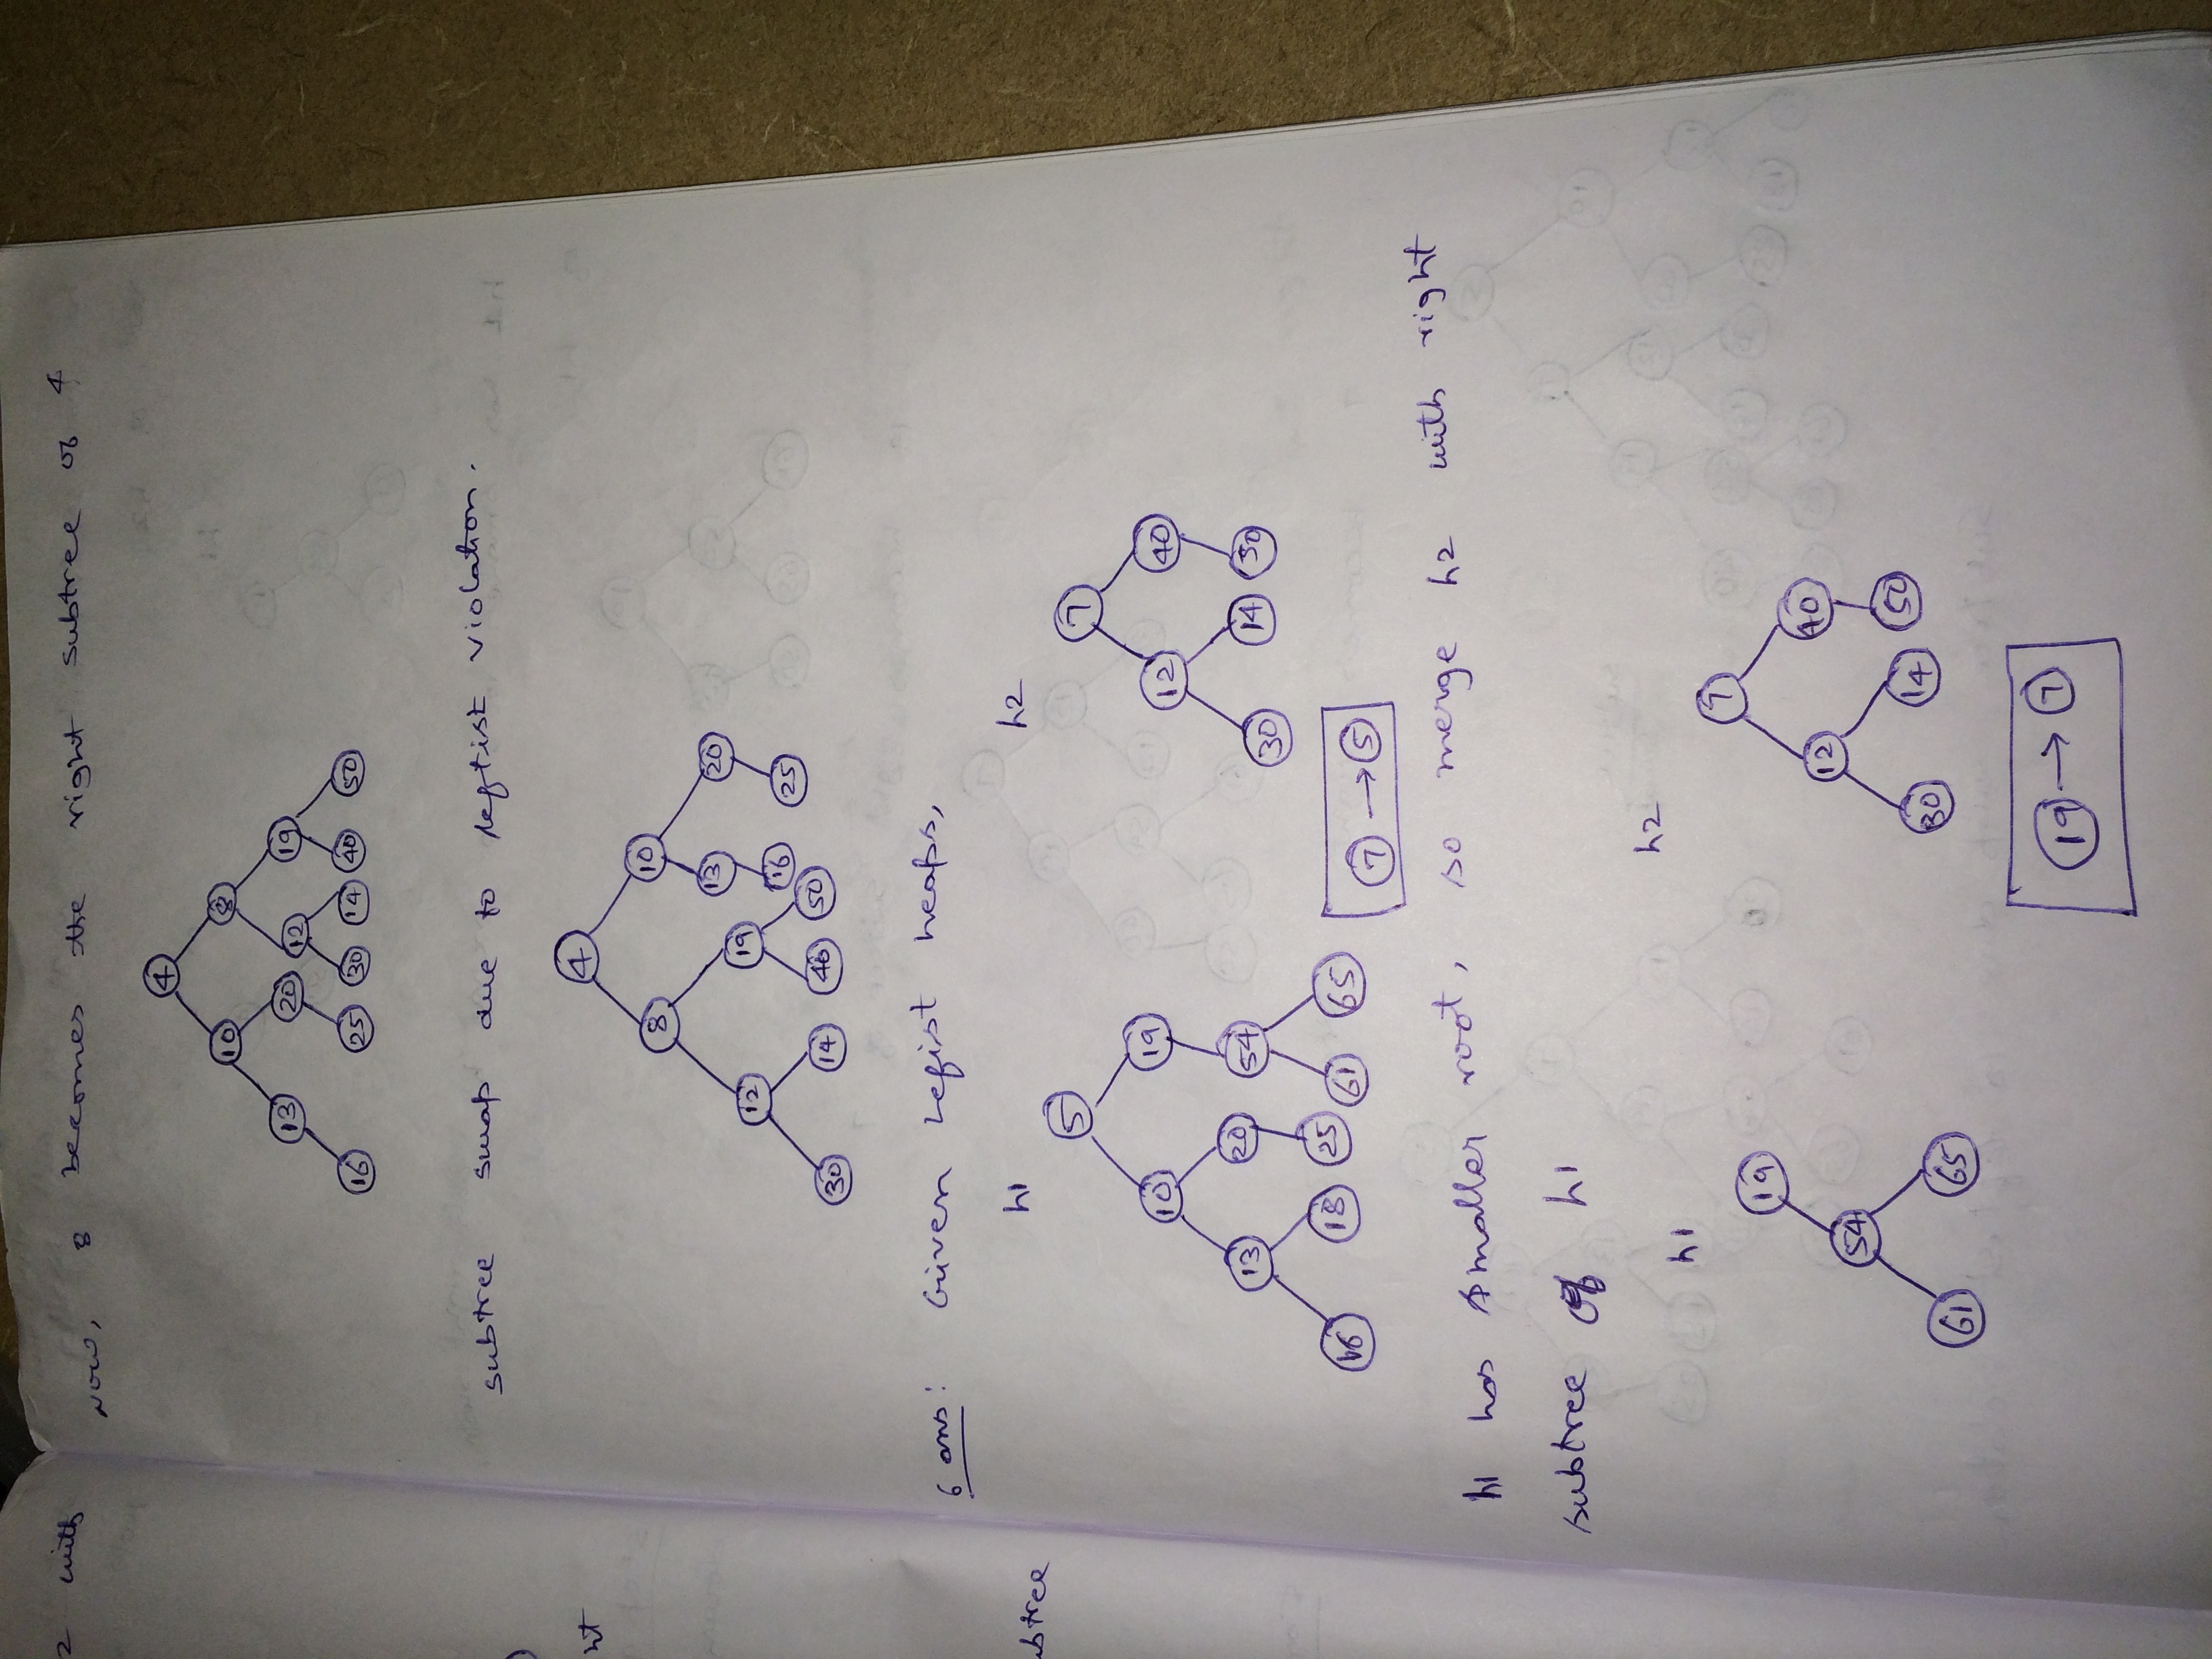 2 with
Now, 8 becomes the right subtree of 4
4
10 8
13 20 12 19
16 25 30 14 40 50
subtree swap due to leftist violation.
4
8 10
12 19 13 20
30 14 40 50 16 25
ht
6 ans: Given Lefist heaps,
ubtree
h1 h2
5 7
10 19 12 40
13 20 54 30 14 50
16 18 25 61 65
7 → 5
h1 has smaller root, so merge h2 with right
subtree of h1
h1 h2
19 7
54 12 40
61 65 30 14 50
19 → 7